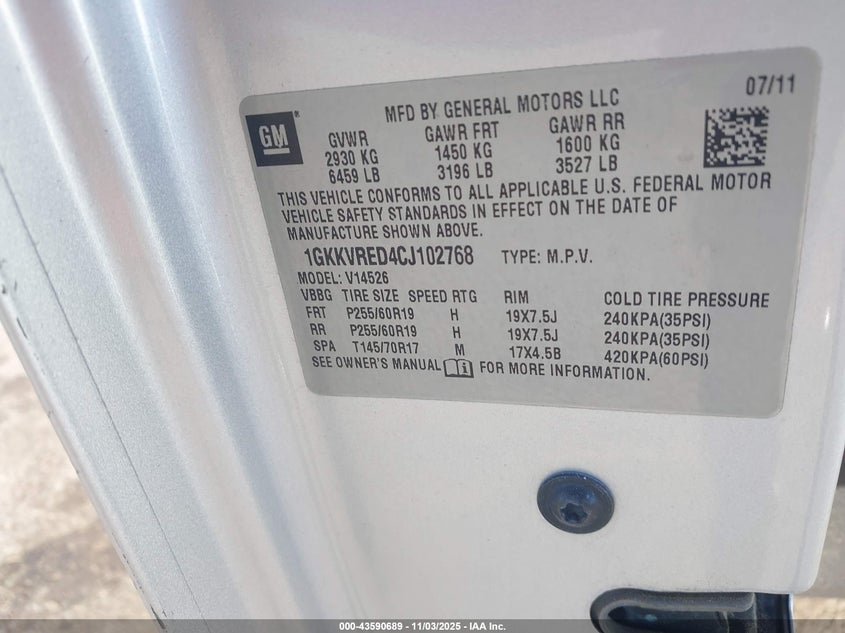 07/11
MFD BY GENERAL MOTORS LLC
GM®
GVWR GAWR FRT GAWR RR
2930 KG 1450 KG 1600 KG
6459 LB 3196 LB 3527 LB
THIS VEHICLE CONFORMS TO ALL APPLICABLE U.S. FEDERAL MOTOR
VEHICLE SAFETY STANDARDS IN EFFECT ON THE DATE OF
MANUFACTURE SHOWN ABOVE.
1GKKVRED4CJ102768 TYPE: M.P.V.
MODEL: V14526
VBBG TIRE SIZE SPEED RTG RIM COLD TIRE PRESSURE
FRT P255/60R19 H 19X7.5J 240KPA(35PSI)
RR P255/60R19 H 19X7.5J 240KPA(35PSI)
SPA T145/70R17 M 17X4.5B 420KPA(60PSI)
SEE OWNER'S MANUAL FOR MORE INFORMATION.
000-43590689 - 11/03/2025 - IAA Inc.